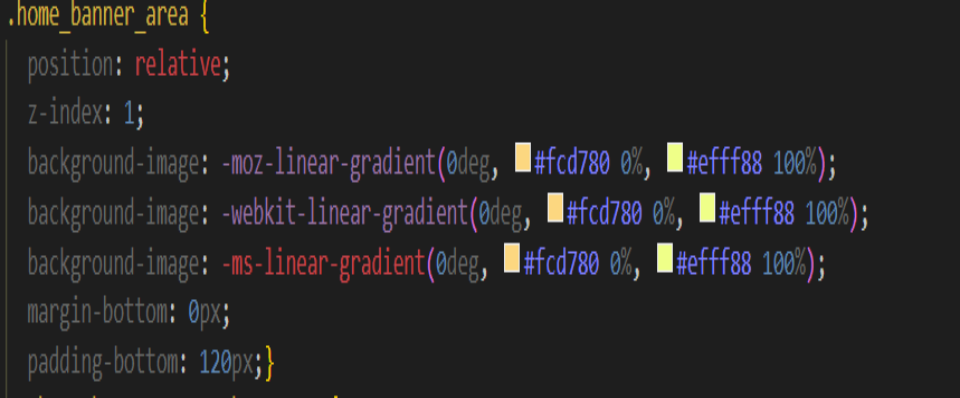 .home_banner_area {
position: relative;
z-index: 1;
background-image: -moz-linear-gradient(0deg, #fcd780 0%, #efff88 100%);
background-image: -webkit-linear-gradient(0deg, #fcd780 0%, #efff88 100%);
background-image: -ms-linear-gradient(0deg, #fcd780 0%, #efff88 100%);
margin-bottom: 0px;
padding-bottom: 120px;}